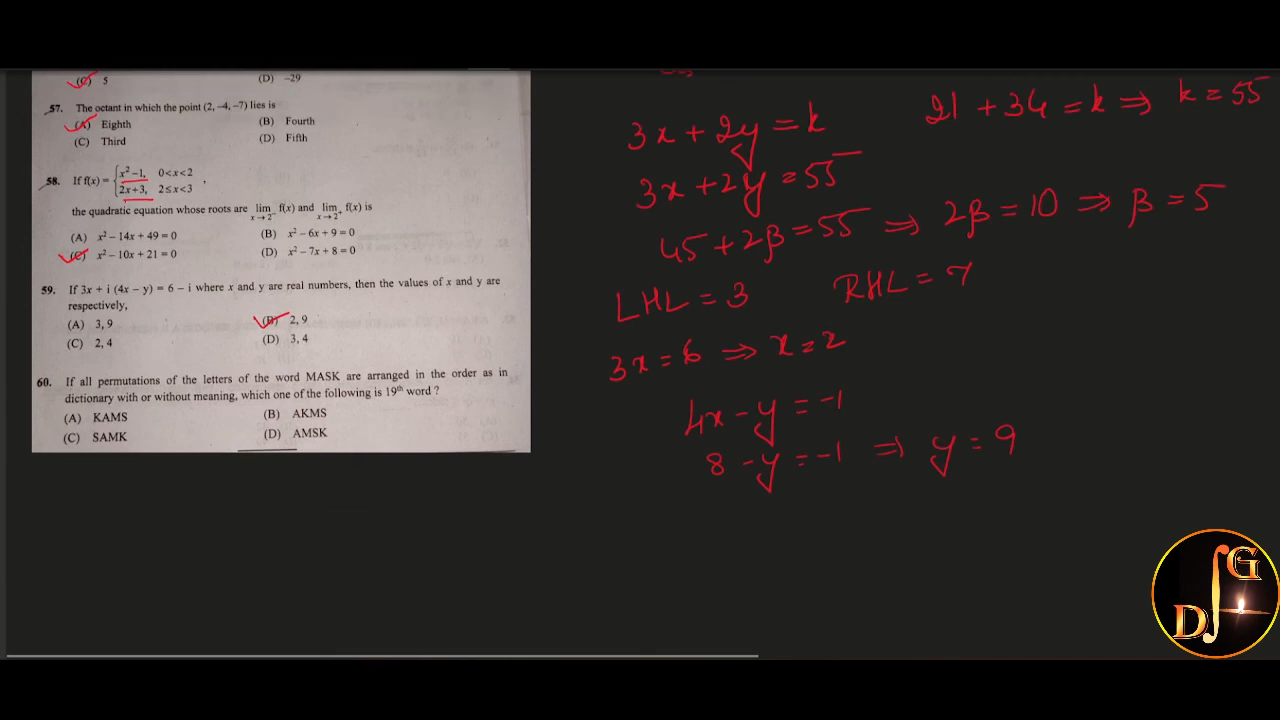 (C) 5 (D) –29
57. The octant in which the point (2, –4, –7) lies is
(A) Eighth (B) Fourth
(C) Third (D) Fifth
58. If f(x) = { x² – 1, 0 < x < 2
2x + 3, 2 ≤ x < 3 ,
the quadratic equation whose roots are lim x→2⁻ f(x) and lim x→2⁺ f(x) is
(A) x² – 14x + 49 = 0 (B) x² – 6x + 9 = 0
(C) x² – 10x + 21 = 0 (D) x² – 7x + 8 = 0
59. If 3x + i (4x – y) = 6 – i where x and y are real numbers, then the values of x and y are
respectively,
(A) 3, 9 (B) 2, 9
(C) 2, 4 (D) 3, 4
60. If all permutations of the letters of the word MASK are arranged in the order as in
dictionary with or without meaning, which one of the following is 19th word ?
(A) KAMS (B) AKMS
(C) SAMK (D) AMSK
3x + 2y = k 21 + 34 = k ⇒ k = 55
3x + 2y = 55
45 + 2β = 55 ⇒ 2β = 10 ⇒ β = 5
LHL = 3 RHL = 7
3x = 6 ⇒ x = 2
4x – y = –1
8 – y = –1 ⇒ y = 9
D∫G